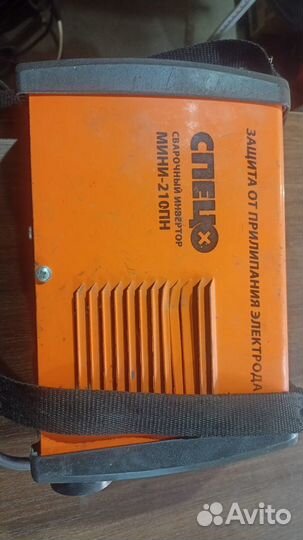 СПЕЦ
СВАРОЧНЫЙ ИНВЕРТОР
МИНИ-210ПН
ЗАЩИТА ОТ ПРИЛИПАНИЯ ЭЛЕКТРОДА
Avito